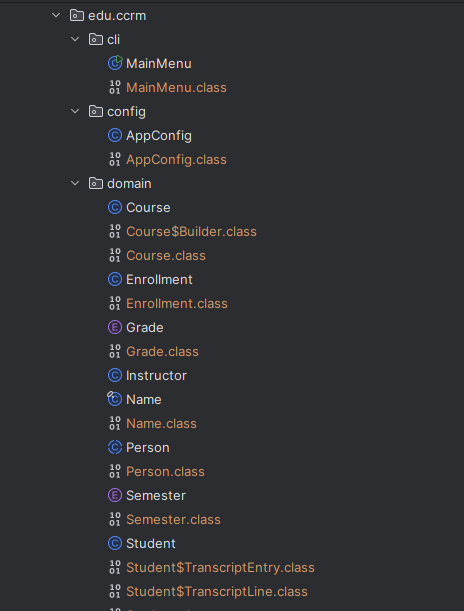 edu.ccrm
cli
MainMenu
MainMenu.class
config
AppConfig
AppConfig.class
domain
Course
Course$Builder.class
Course.class
Enrollment
Enrollment.class
Grade
Grade.class
Instructor
Name
Name.class
Person
Person.class
Semester
Semester.class
Student
Student$TranscriptEntry.class
Student$TranscriptLine.class